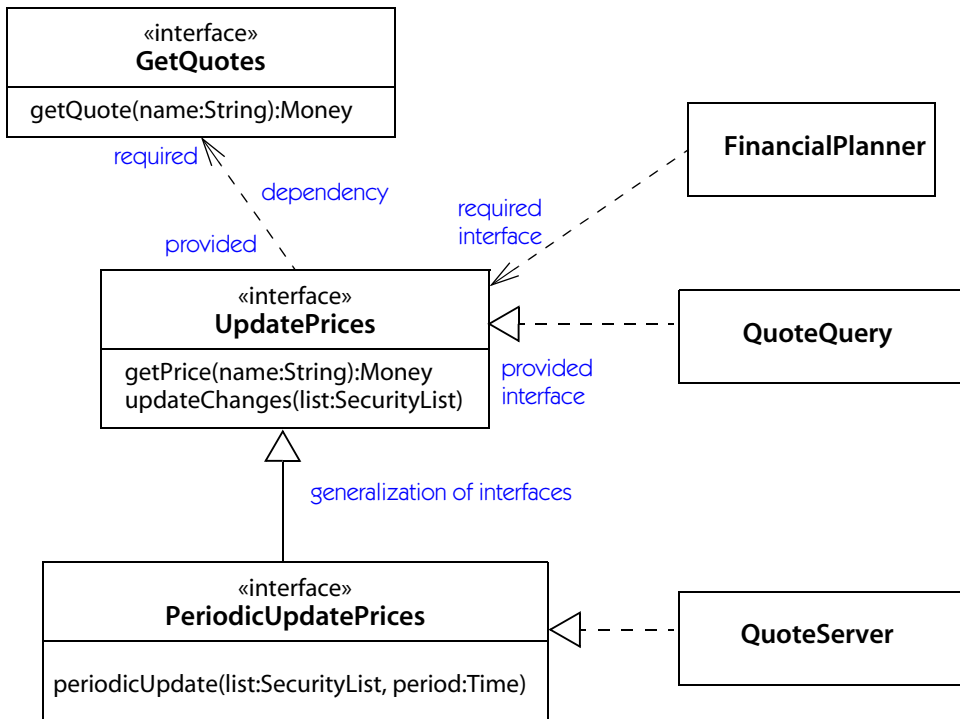 «interface»
GetQuotes
getQuote(name:String):Money
required
dependency
provided
FinancialPlanner
required
interface
«interface»
UpdatePrices
getPrice(name:String):Money
updateChanges(list:SecurityList)
QuoteQuery
provided
interface
generalization of interfaces
«interface»
PeriodicUpdatePrices
periodicUpdate(list:SecurityList, period:Time)
QuoteServer